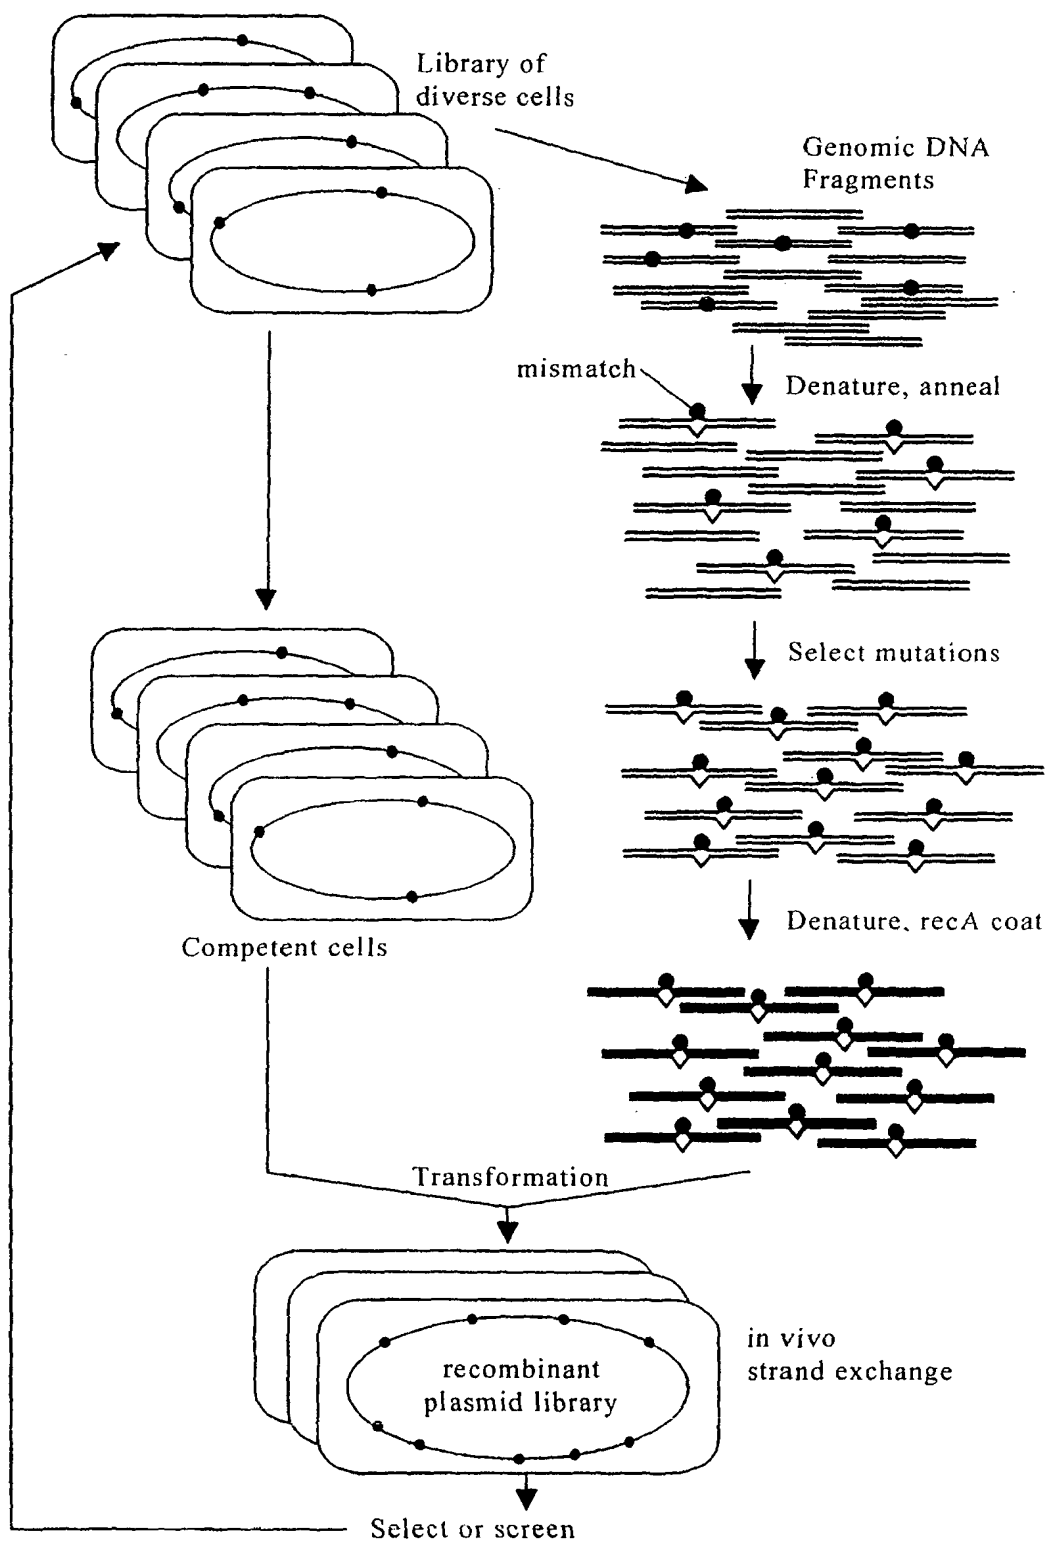 Library of
diverse cells
Genomic DNA
Fragments
mismatch
Denature, anneal
Select mutations
Denature, recA coat
Competent cells
Transformation
in vivo
strand exchange
recombinant
plasmid library
Select or screen